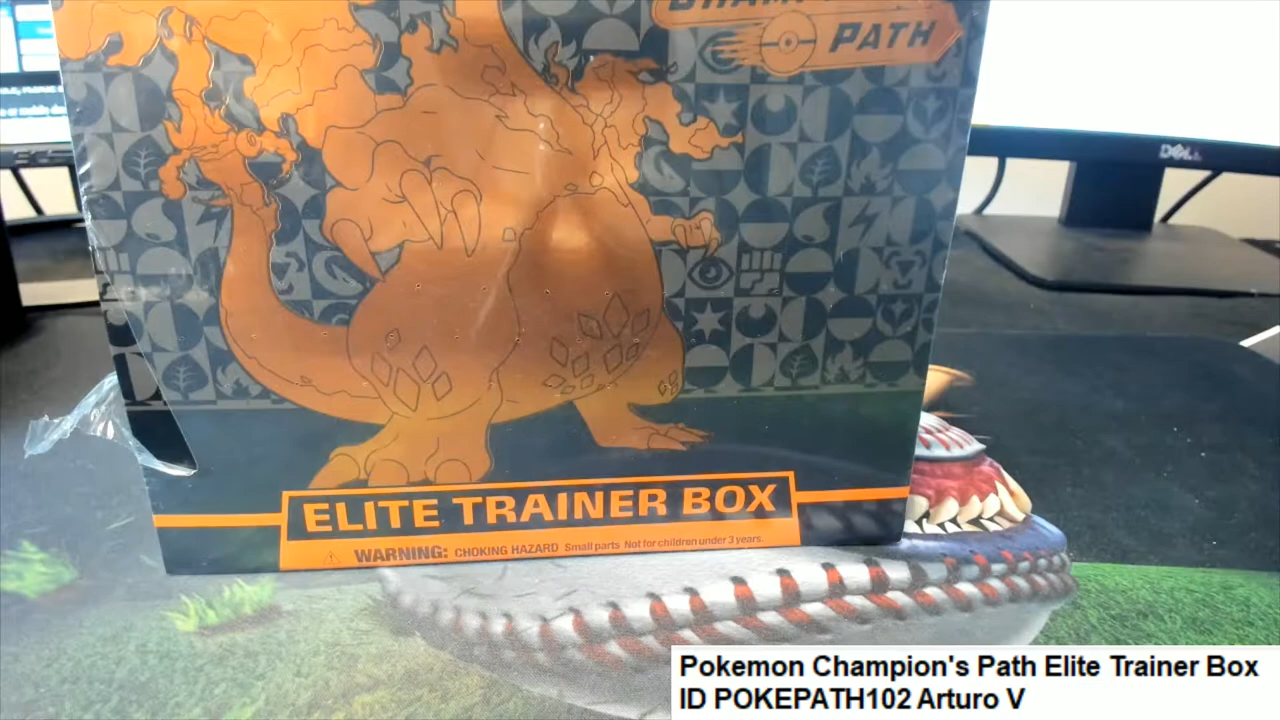 PATH
DELL
ELITE TRAINER BOX
WARNING: CHOKING HAZARD Small parts Not for children under 3 years.
Pokemon Champion's Path Elite Trainer Box
ID POKEPATH102 Arturo V